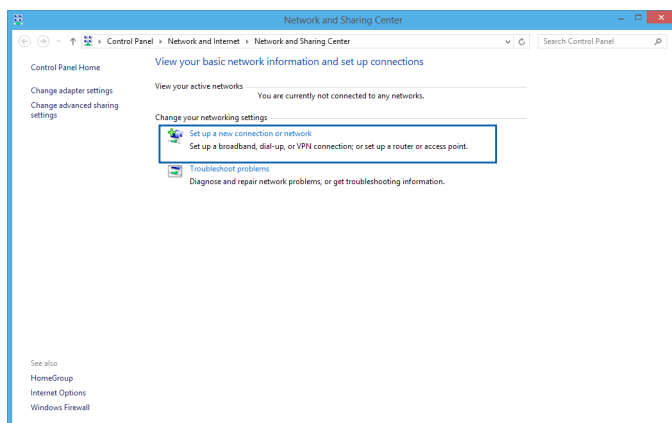 Network and Sharing Center
Control Panel Network and Internet Network and Sharing Center
Search Control Panel
Control Panel Home
Change adapter settings
Change advanced sharing
settings
View your basic network information and set up connections
View your active networks
You are currently not connected to any networks.
Change your networking settings
Set up a new connection or network
Set up a broadband, dial-up, or VPN connection; or set up a router or access point.
Troubleshoot problems
Diagnose and repair network problems, or get troubleshooting information.
See also
HomeGroup
Internet Options
Windows Firewall